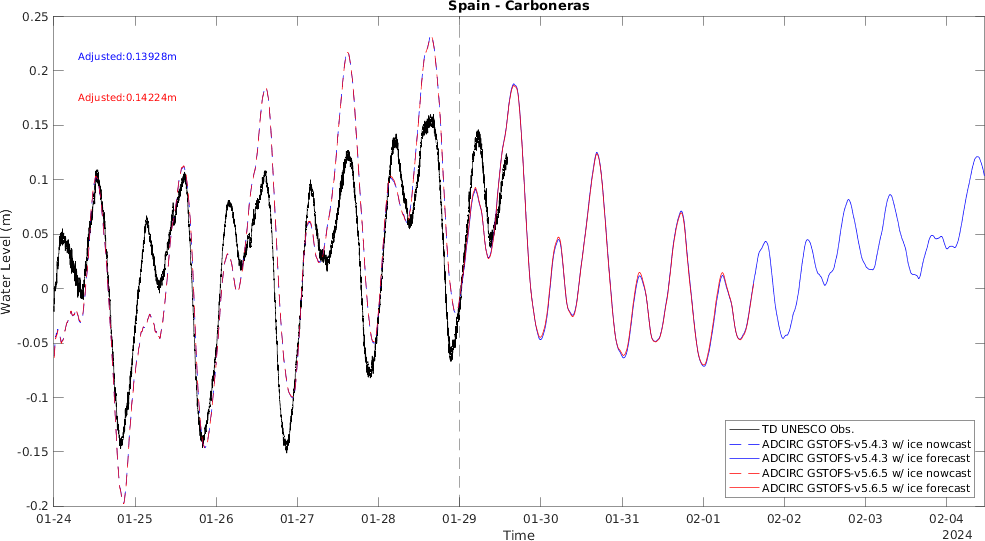 Spain - Carboneras
Adjusted:0.13928m
Adjusted:0.14224m
Water Level (m)
0.25
0.2
0.15
0.1
0.05
0
-0.05
-0.1
-0.15
-0.2
TD UNESCO Obs.
ADCIRC GSTOFS-v5.4.3 w/ ice nowcast
ADCIRC GSTOFS-v5.4.3 w/ ice forecast
ADCIRC GSTOFS-v5.6.5 w/ ice nowcast
ADCIRC GSTOFS-v5.6.5 w/ ice forecast
01-24 01-25 01-26 01-27 01-28 01-29 01-30 01-31 02-01 02-02 02-03 02-04
Time
2024